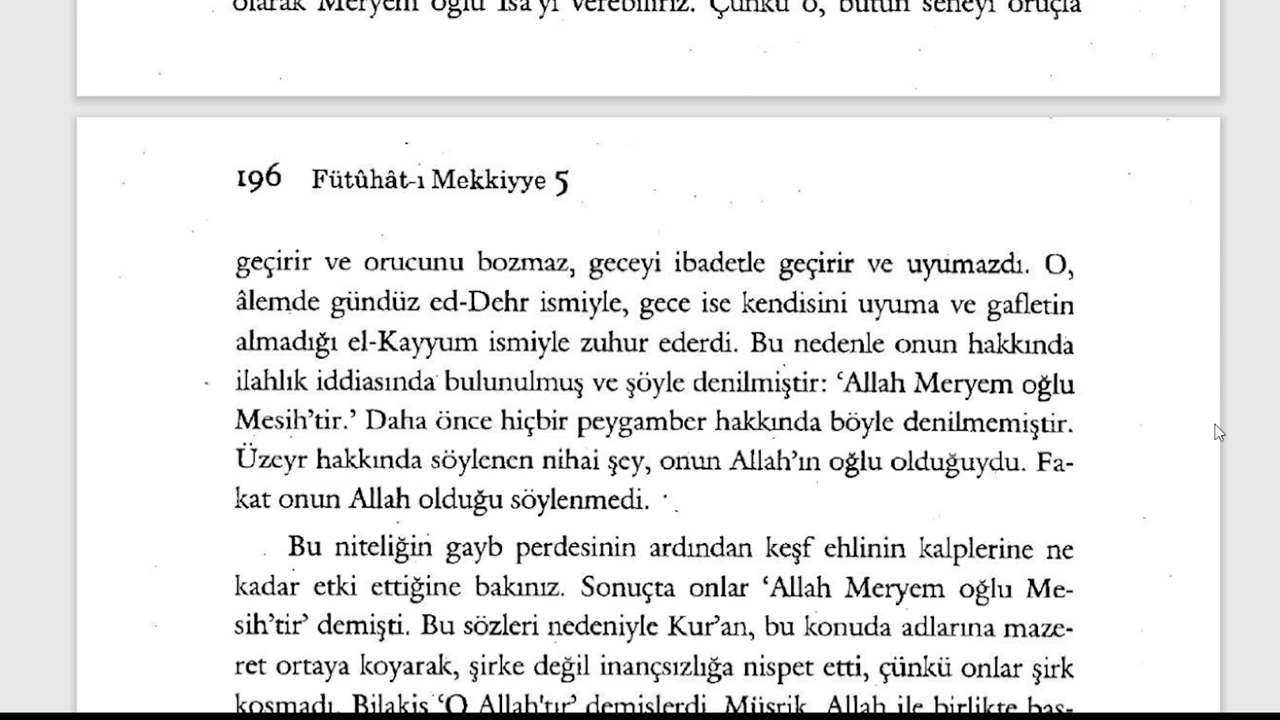 olarak Meryem oğlu İsa'yı verebiliriz. Çünkü o, bütün seneyi oruçla
196 Fütûhât-ı Mekkiyye 5
geçirir ve orucunu bozmaz, geceyi ibadetle geçirir ve uyumazdı. O,
âlemde gündüz ed-Dehr ismiyle, gece ise kendisini uyuma ve gafletin
almadığı el-Kayyum ismiyle zuhur ederdi. Bu nedenle onun hakkında
ilahlık iddiasında bulunulmuş ve şöyle denilmiştir: ‘Allah Meryem oğlu
Mesih’tir.’ Daha önce hiçbir peygamber hakkında böyle denilmemiştir.
Üzeyr hakkında söylenen nihai şey, onun Allah’ın oğlu olduğuydu. Fa-
kat onun Allah olduğu söylenmedi.
Bu niteliğin gayb perdesinin ardından keşf ehlinin kalplerine ne
kadar etki ettiğine bakınız. Sonuçta onlar ‘Allah Meryem oğlu Me-
sih’tir’ demişti. Bu sözleri nedeniyle Kur’an, bu konuda adlarına maze-
ret ortaya koyarak, şirke değil inançsızlığa nispet etti, çünkü onlar şirk
koşmadı. Bilakis ‘O Allah'tır’ demişlerdi. Müşrik, Allah ile birlikte baş-